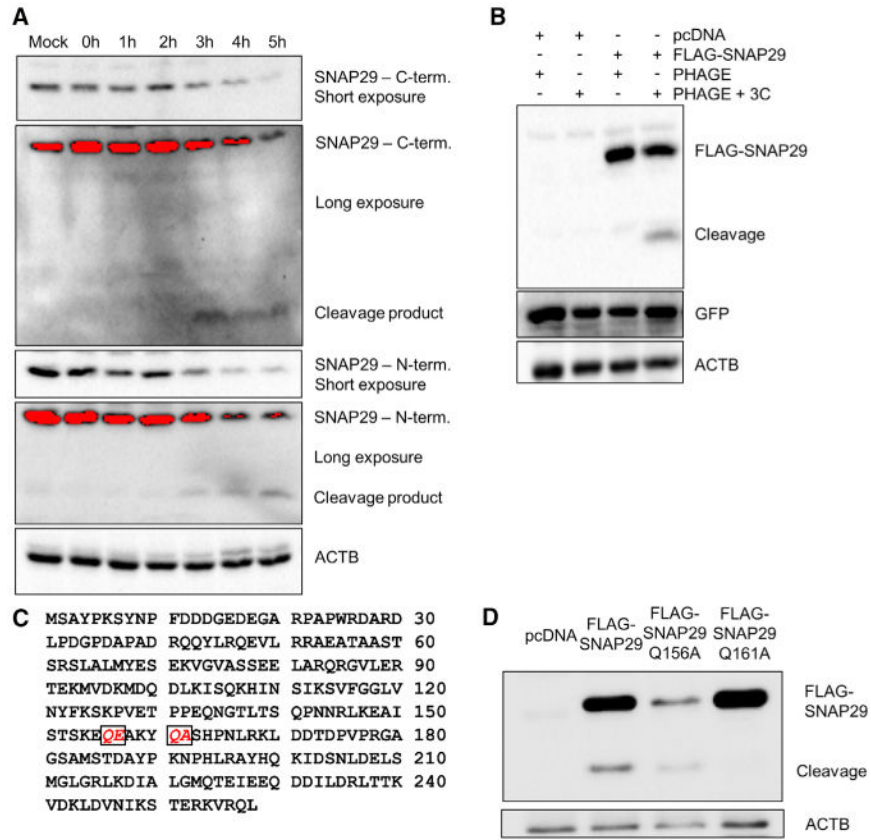 A
Mock 0h 1h 2h 3h 4h 5h
SNAP29 – C-term.
Short exposure
SNAP29 – C-term.
Long exposure
Cleavage product
SNAP29 – N-term.
Short exposure
SNAP29 – N-term.
Long exposure
Cleavage product
ACTB
B
+ + - - pcDNA
- - + + FLAG-SNAP29
+ - + - PHAGE
- + - + PHAGE + 3C
FLAG-SNAP29
Cleavage
GFP
ACTB
C
MSAYPKSYNP FDDDGEDEGA RPAPWRDARD 30
LPDGPDAPAD RQQYLRQEVL RRAEATAAST 60
SRSLALMYES EKVGVASSEE LARQRGVLER 90
TEKMVDKMDQ DLKISQKHIN SIKSVFGGLV 120
NYFKSKPVET PPEQNGTLTS QPNNRLKEAI 150
STSKEQEAKY QASHPNLRKL DDTDPVPRGA 180
GSAMSTDAYP KNPHLRAYHQ KIDSNLDELS 210
MGLGRLKDIA LGMQTEIEEQ DDILDRLTTK 240
VDKLDVNIKS TERKVRQL
D
pcDNA FLAG-SNAP29 FLAG-SNAP29 Q156A FLAG-SNAP29 Q161A
FLAG-SNAP29
Cleavage
ACTB